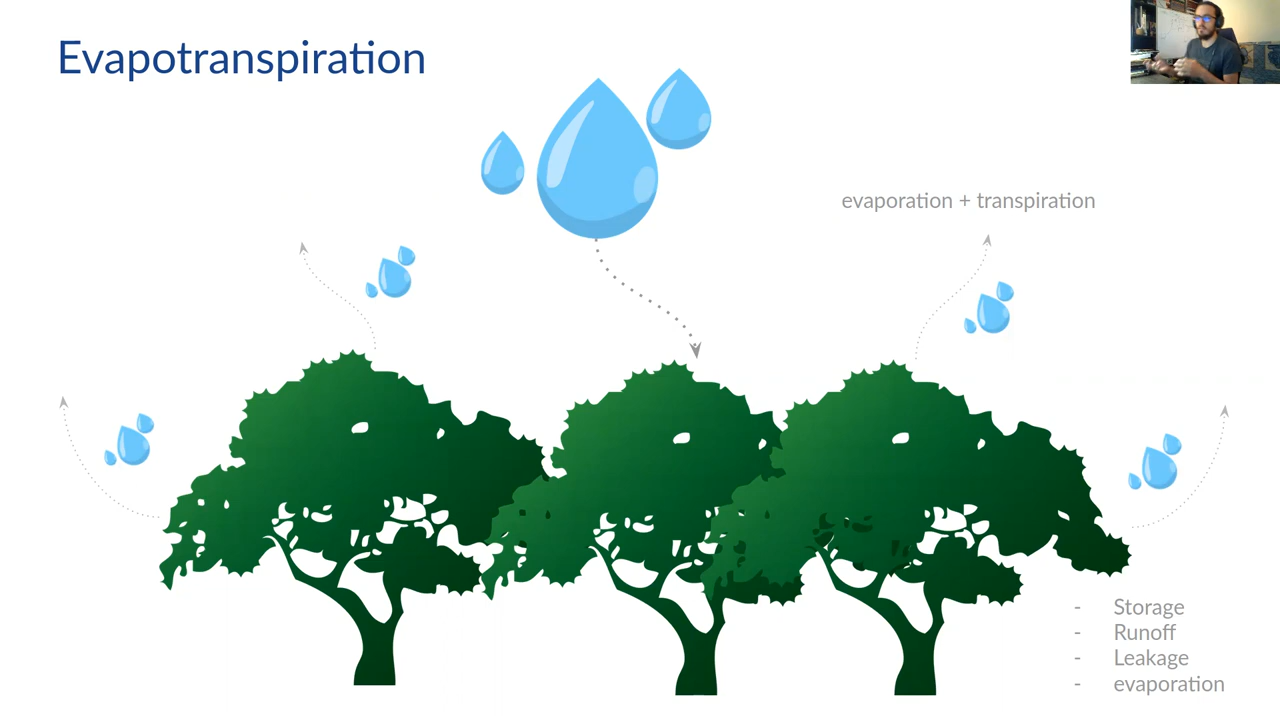 Evapotranspiration
evaporation + transpiration
- Storage
- Runoff
- Leakage
- evaporation